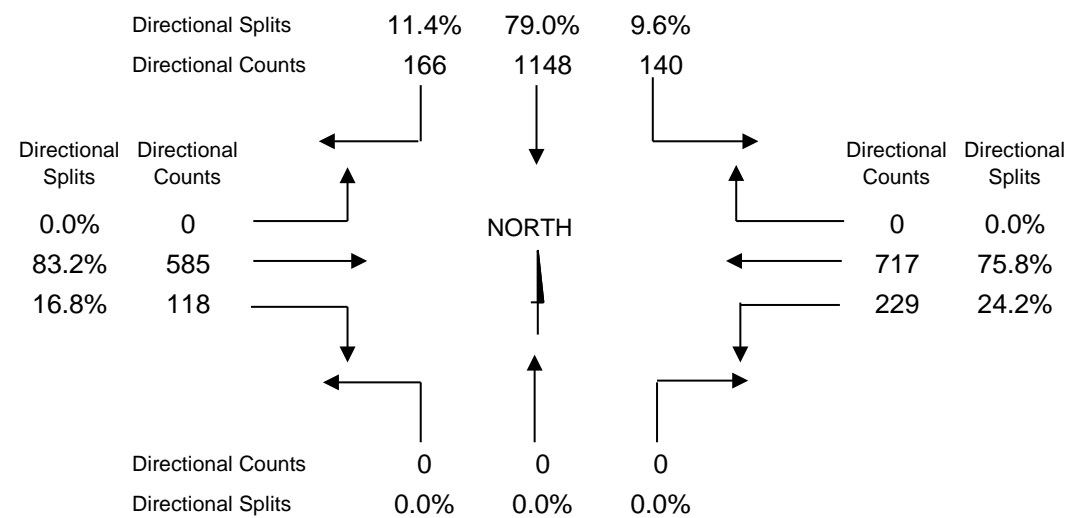 Directional Splits 11.4% 79.0% 9.6%
Directional Counts 166 1148 140
Directional Directional Directional Directional
Splits Counts Counts Splits
0.0% 0 0 0.0%
NORTH
83.2% 585 717 75.8%
16.8% 118 229 24.2%
Directional Counts 0 0 0
Directional Splits 0.0% 0.0% 0.0%